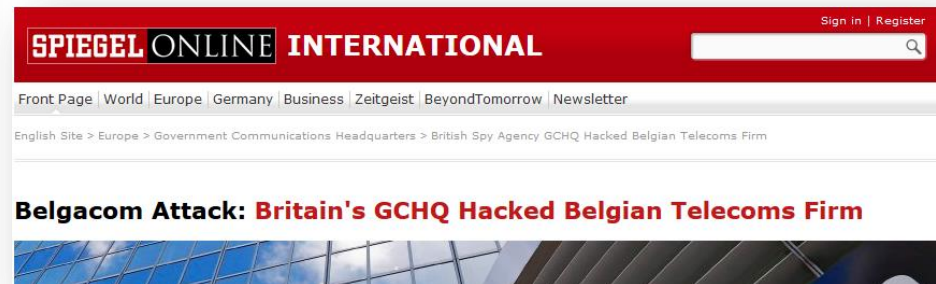 Sign in | Register
SPIEGEL ONLINE INTERNATIONAL
Front Page | World | Europe | Germany | Business | Zeitgeist | BeyondTomorrow | Newsletter
English Site > Europe > Government Communications Headquarters > British Spy Agency GCHQ Hacked Belgian Telecoms Firm
Belgacom Attack: Britain's GCHQ Hacked Belgian Telecoms Firm